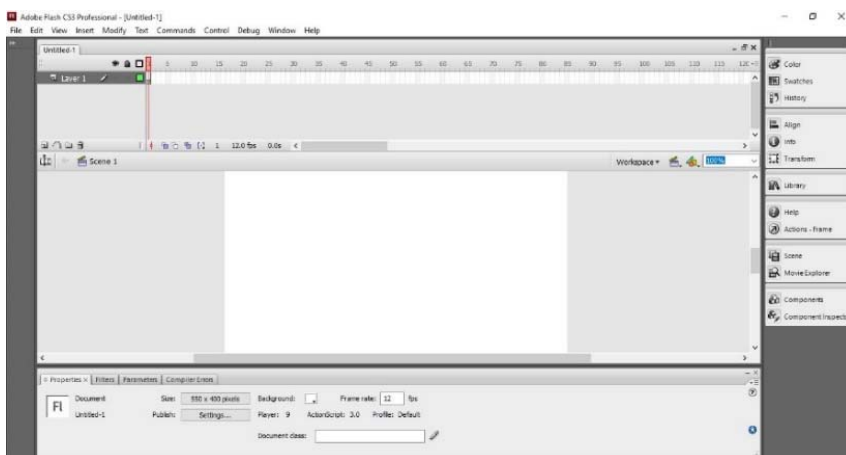 Adobe Flash CS3 Professional - [Untitled-1]
File Edit View Insert Modify Text Commands Control Debug Window Help
Untitled-1
5 10 15 20 25 30 35 40 45 50 55 60 65 70 75 80 85 90 95 100 105 110 115 120
Layer 1
1 12.0 fps 0.0s
Scene 1
Workspace 100%
Color
Swatches
History
Align
Info
Transform
Library
Help
Actions - Frame
Scene
Movie Explorer
Components
Component Inspecto
Properties x Filters Parameters Compiler Errors
Fl
Document Size: 550 x 400 pixels Background: Frame rate: 12 fps
Untitled-1 Publish: Settings... Player: 9 ActionScript: 3.0 Profile: Default
Document class: